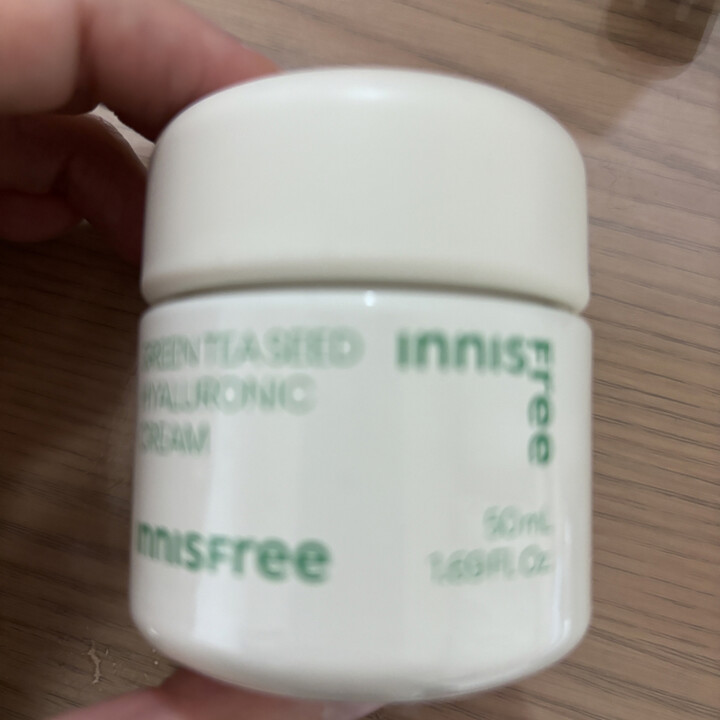 GREEN TEA SEED
HYALURONIC
CREAM
INNISFree
INNISFree
50mL
1.69 Fl. Oz.